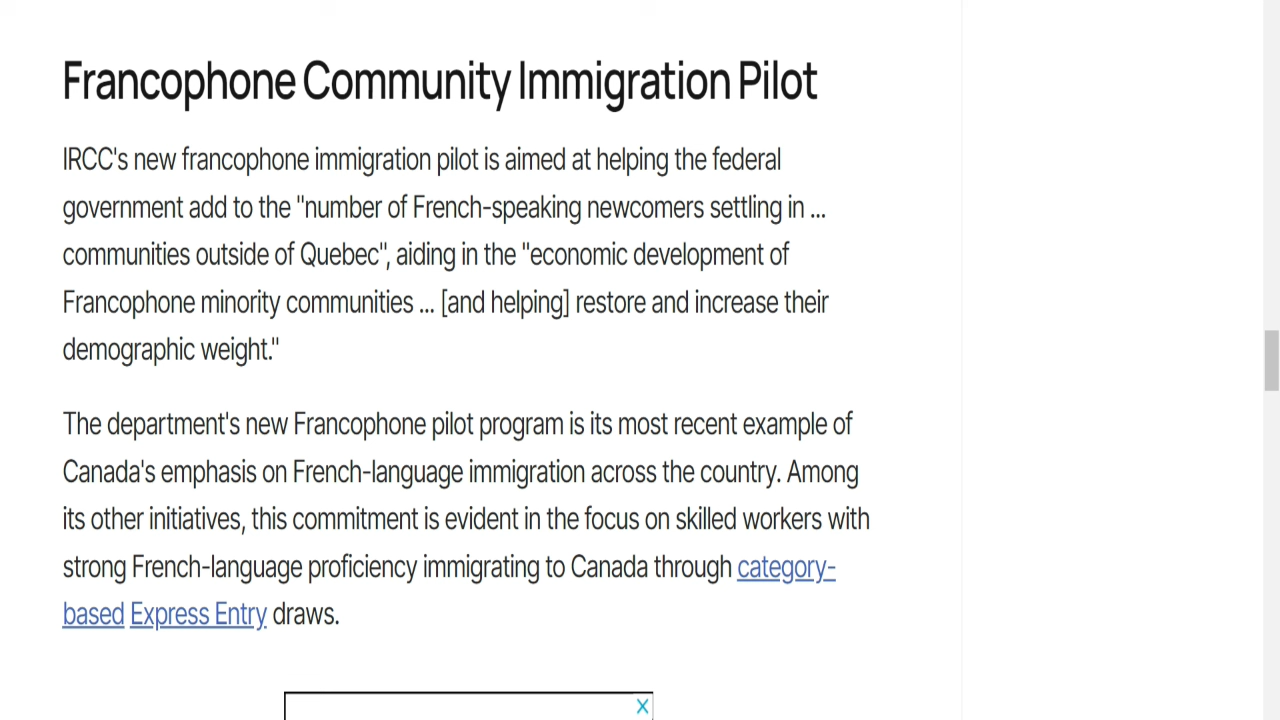 Francophone Community Immigration Pilot
IRCC's new francophone immigration pilot is aimed at helping the federal
government add to the "number of French-speaking newcomers settling in ...
communities outside of Quebec", aiding in the "economic development of
Francophone minority communities ... [and helping] restore and increase their
demographic weight."
The department's new Francophone pilot program is its most recent example of
Canada's emphasis on French-language immigration across the country. Among
its other initiatives, this commitment is evident in the focus on skilled workers with
strong French-language proficiency immigrating to Canada through category-
based Express Entry draws.